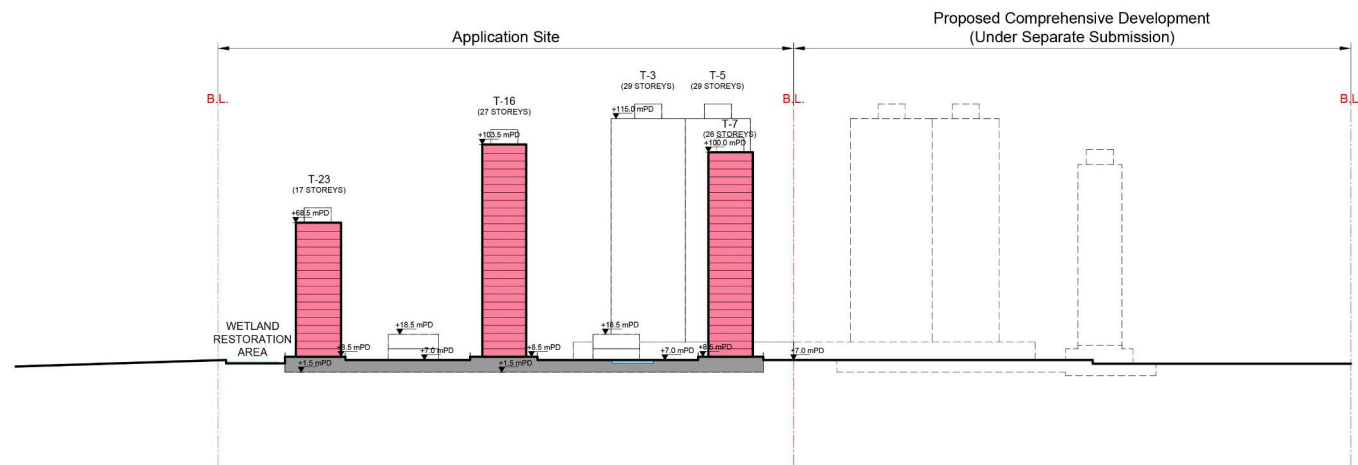 Proposed Comprehensive Development
(Under Separate Submission)
Application Site
T-3
(29 STOREYS)
T-5
(29 STOREYS)
B.L.
B.L.
B.L.
T-16
(27 STOREYS)
+115.0 mPD
T-7
(26 STOREYS)
+103.5 mPD
+100.0 mPD
T-23
(17 STOREYS)
+68.5 mPD
WETLAND
RESTORATION
AREA
+18.5 mPD
+18.5 mPD
+8.5 mPD
+7.0 mPD
+8.5 mPD
+7.0 mPD
+8.5 mPD
+7.0 mPD
+1.5 mPD
+1.5 mPD